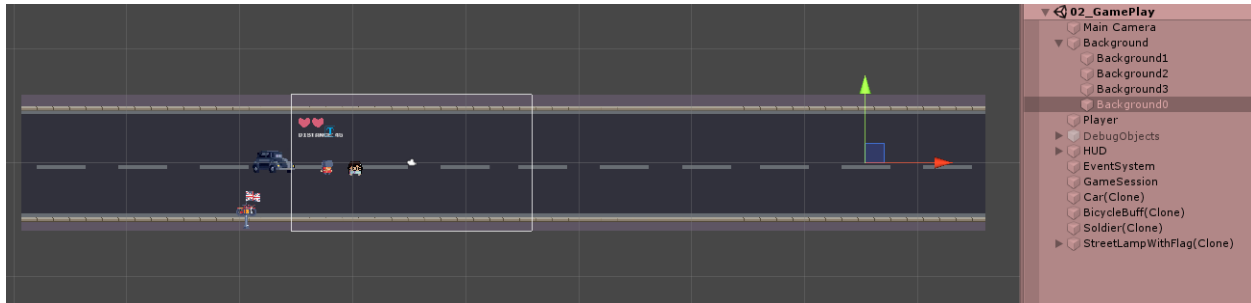 02_GamePlay
Main Camera
Background
Background1
Background2
Background3
Background0
Player
DebugObjects
HUD
EventSystem
GameSession
Car(Clone)
BicycleBuff(Clone)
Soldier(Clone)
StreetLampWithFlag(Clone)